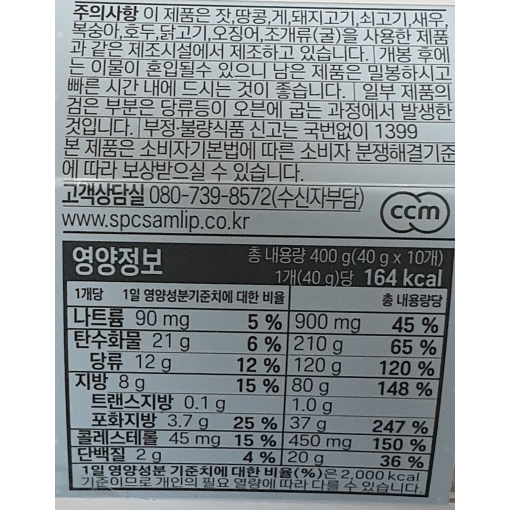 주의사항 이 제품은 잣,땅콩,게,돼지고기,쇠고기,새우,
복숭아,호두,닭고기,오징어,조개류(굴)을 사용한 제품
과 같은 제조시설에서 제조하고 있습니다. | 개봉 후에
는 이물이 혼입될수 있으니 남은 제품은 밀봉하시고
빠른 시간 내에 드시는 것이 좋습니다. | 일부 제품의
검은 부분은 당류등이 오븐에 굽는 과정에서 발생한
것입니다. | 부정·불량식품 신고는 국번없이 1399
본 제품은 소비자기본법에 따른 소비자 분쟁해결기준
에 따라 보상받으실 수 있습니다.
고객상담실 080-739-8572(수신자부담)
www.spcsamlip.co.kr
ccm
영양정보 총 내용량 400 g(40 g x 10개)
1개(40 g)당 164 kcal
1개당 1일 영양성분기준치에 대한 비율 총 내용량당
나트륨 90 mg 5 % 900 mg 45 %
탄수화물 21 g 6 % 210 g 65 %
당류 12 g 12 % 120 g 120 %
지방 8 g 15 % 80 g 148 %
트랜스지방 0.1 g 1.0 g
포화지방 3.7 g 25 % 37 g 247 %
콜레스테롤 45 mg 15 % 450 mg 150 %
단백질 2 g 4 % 20 g 36 %
1일 영양성분 기준치에 대한 비율(%)은 2,000 kcal
기준이므로 개인의 필요 열량에 따라 다를 수 있습니다.